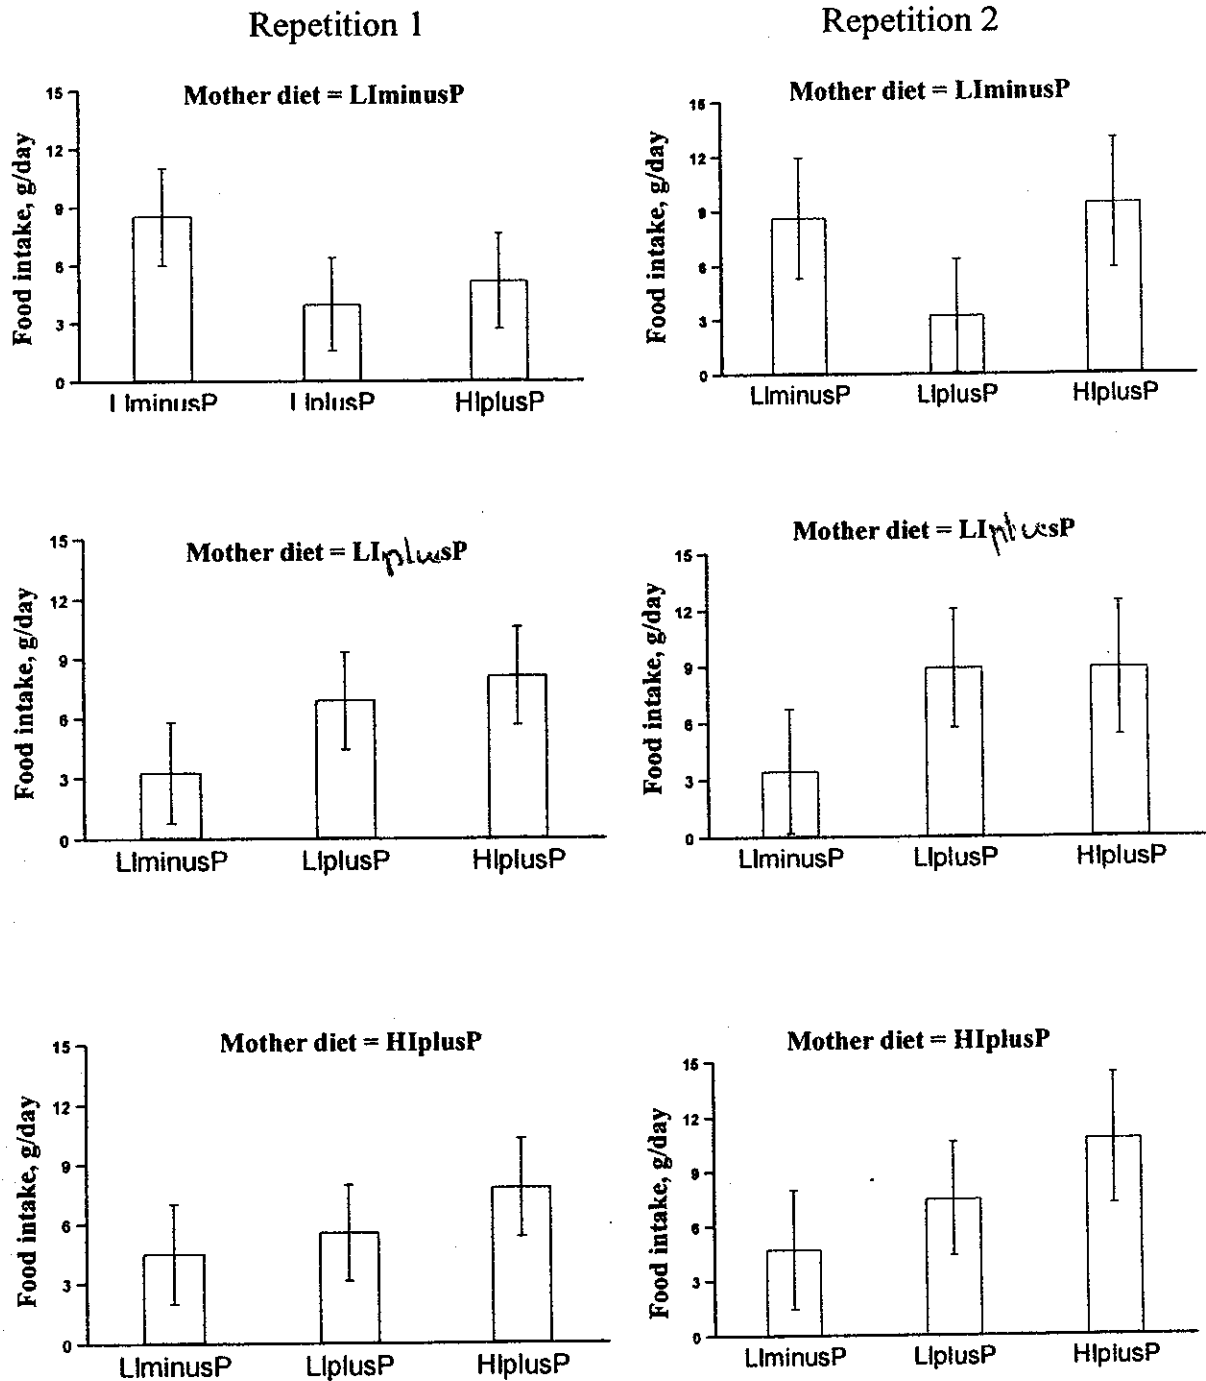 Repetition 1
Repetition 2
Mother diet = LIminusP
Food intake, g/day
15
12
9
6
3
0
LIminusP
LIplusP
HIplusP
Mother diet = LIminusP
Food intake, g/day
15
12
9
6
3
0
LIminusP
LIplusP
HIplusP
Mother diet = LIplusP
Food intake, g/day
15
12
9
6
3
0
LIminusP
LIplusP
HIplusP
Mother diet = LIplusP
Food intake, g/day
15
12
9
6
3
0
LIminusP
LIplusP
HIplusP
Mother diet = HIplusP
Food intake, g/day
15
12
9
6
3
0
LIminusP
LIplusP
HIplusP
Mother diet = HIplusP
Food intake, g/day
15
12
9
6
3
0
LIminusP
LIplusP
HIplusP